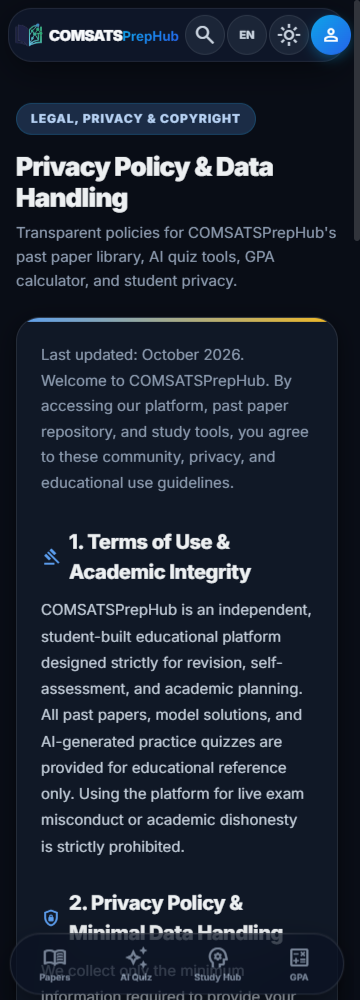 COMSATSPrepHub
EN
LEGAL, PRIVACY & COPYRIGHT
Privacy Policy & Data
Handling
Transparent policies for COMSATSPrepHub's
past paper library, AI quiz tools, GPA
calculator, and student privacy.
Last updated: October 2026.
Welcome to COMSATSPrepHub. By
accessing our platform, past paper
repository, and study tools, you agree
to these community, privacy, and
educational use guidelines.
1. Terms of Use &
Academic Integrity
COMSATSPrepHub is an independent,
student-built educational platform
designed strictly for revision, self-
assessment, and academic planning.
All past papers, model solutions, and
AI-generated practice quizzes are
provided for educational reference
only. Using the platform for live exam
misconduct or academic dishonesty
is strictly prohibited.
2. Privacy Policy &
Minimal Data Handling
We collect only the minimum
Papers
AI Quiz
Study Hub
GPA
information required to provide your